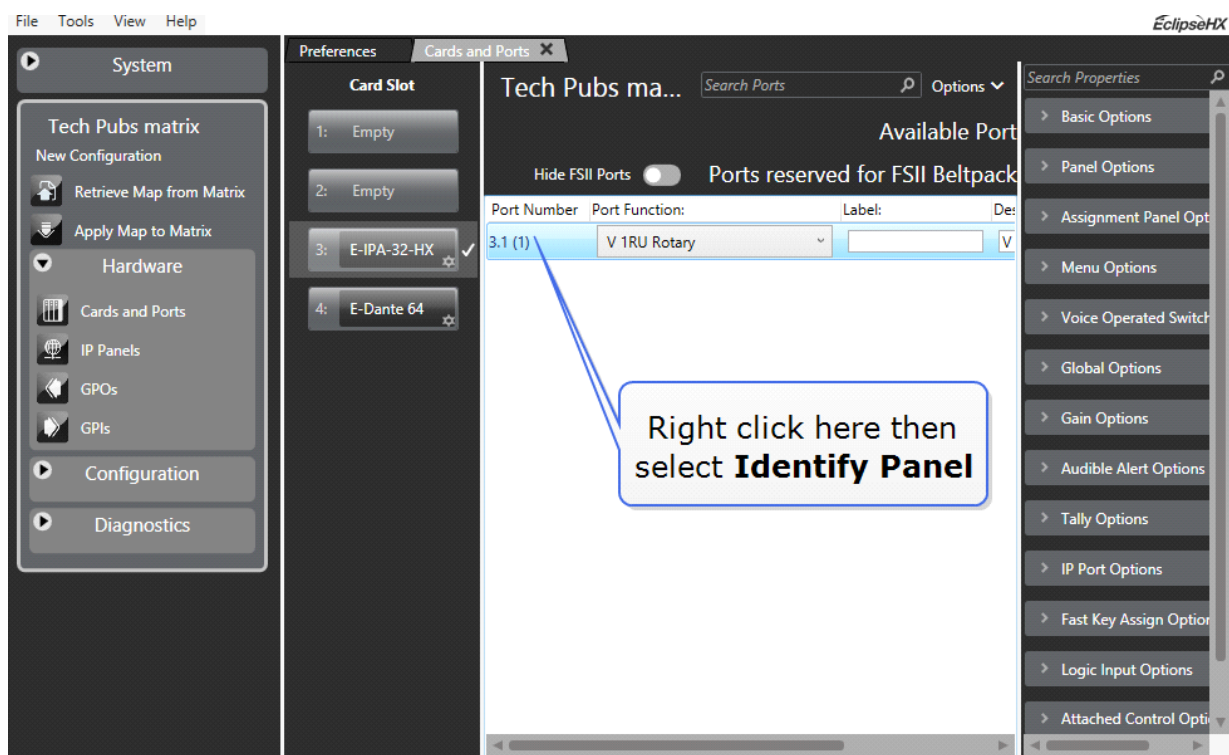 File Tools View Help
EclipseHX
System
Tech Pubs matrix
New Configuration
Retrieve Map from Matrix
Apply Map to Matrix
Hardware
Cards and Ports
IP Panels
GPOs
GPIs
Configuration
Diagnostics
Preferences Cards and Ports
Card Slot
1: Empty
2: Empty
3: E-IPA-32-HX
4: E-Dante 64
Tech Pubs ma... Search Ports Options
Available Port
Hide FSII Ports Ports reserved for FSII Beltpack
Port Number Port Function: Label: Des
3.1 (1) V 1RU Rotary V
Right click here then
select Identify Panel
Search Properties
Basic Options
Panel Options
Assignment Panel Opt
Menu Options
Voice Operated Switch
Global Options
Gain Options
Audible Alert Options
Tally Options
IP Port Options
Fast Key Assign Option
Logic Input Options
Attached Control Opti